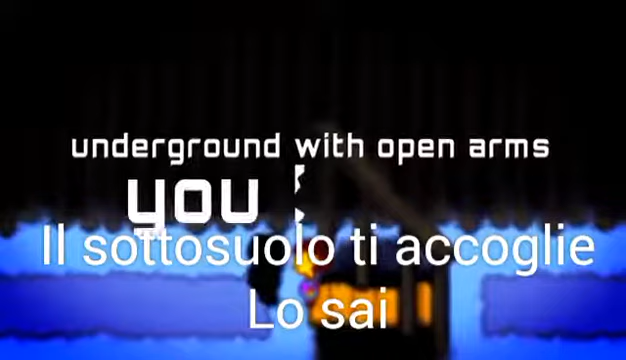 underground with open arms
you
Il sottosuolo ti accoglie
Lo sai